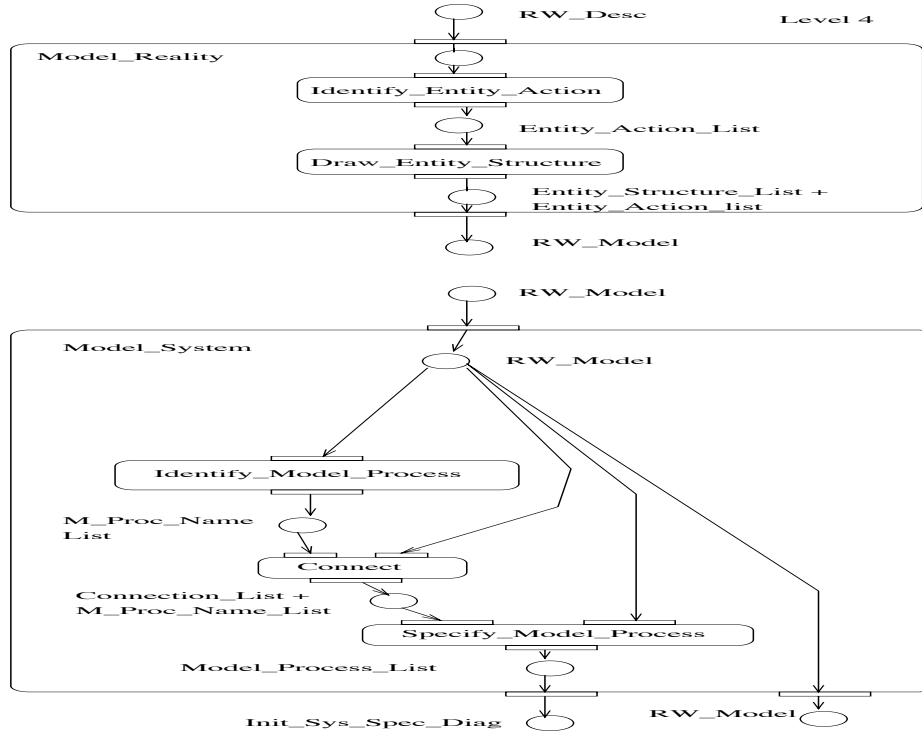 RW_Desc
Level 4
Model_Reality
Identify_Entity_Action
Entity_Action_List
Draw_Entity_Structure
Entity_Structure_List +
Entity_Action_list
RW_Model
RW_Model
Model_System
RW_Model
Identify_Model_Process
M_Proc_Name
List
Connect
Connection_List +
M_Proc_Name_List
Specify_Model_Process
Model_Process_List
Init_Sys_Spec_Diag
RW_Model